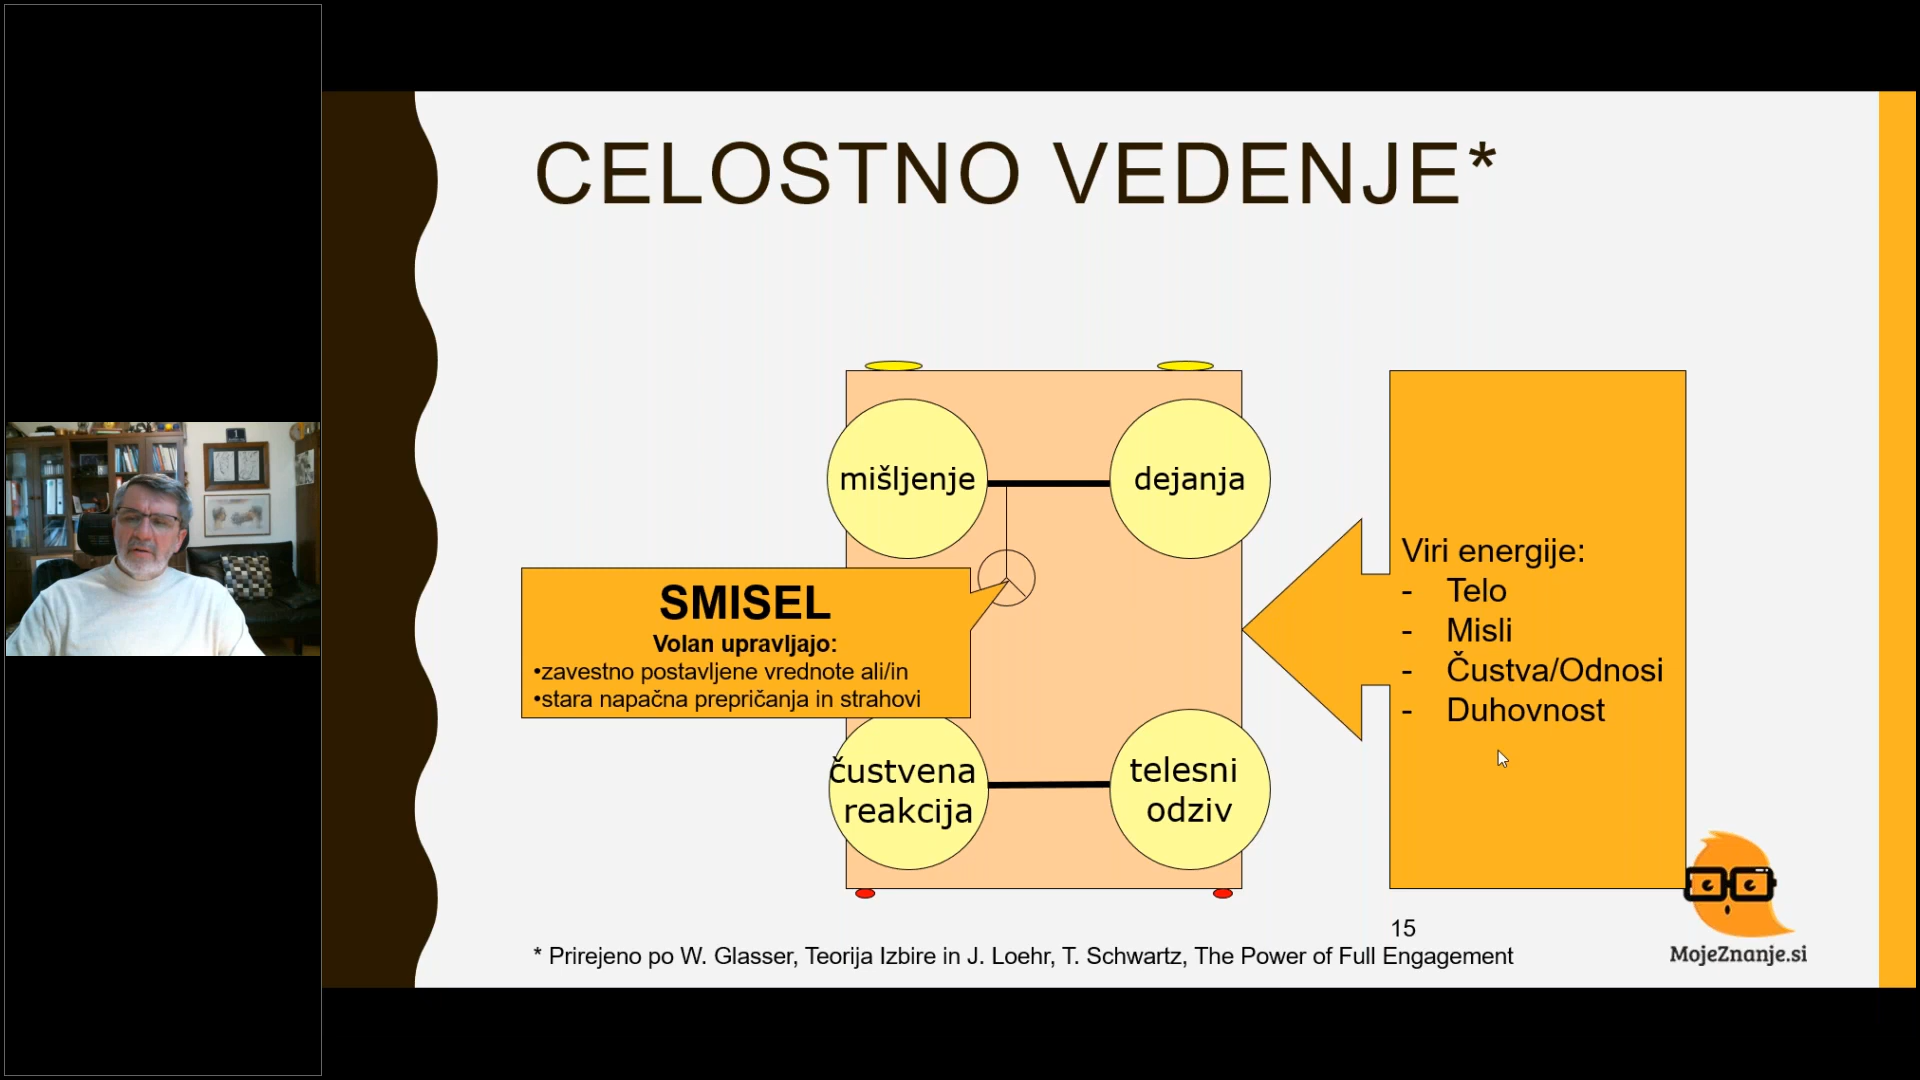 CELOSTNO VEDENJE*
mišljenje
dejanja
SMISEL
Volan upravljajo:
•zavestno postavljene vrednote ali/in
•stara napačna prepričanja in strahovi
čustvena
reakcija
telesni
odziv
Viri energije:
- Telo
- Misli
- Čustva/Odnosi
- Duhovnost
15
* Prirejeno po W. Glasser, Teorija Izbire in J. Loehr, T. Schwartz, The Power of Full Engagement
MojeZnanje.si